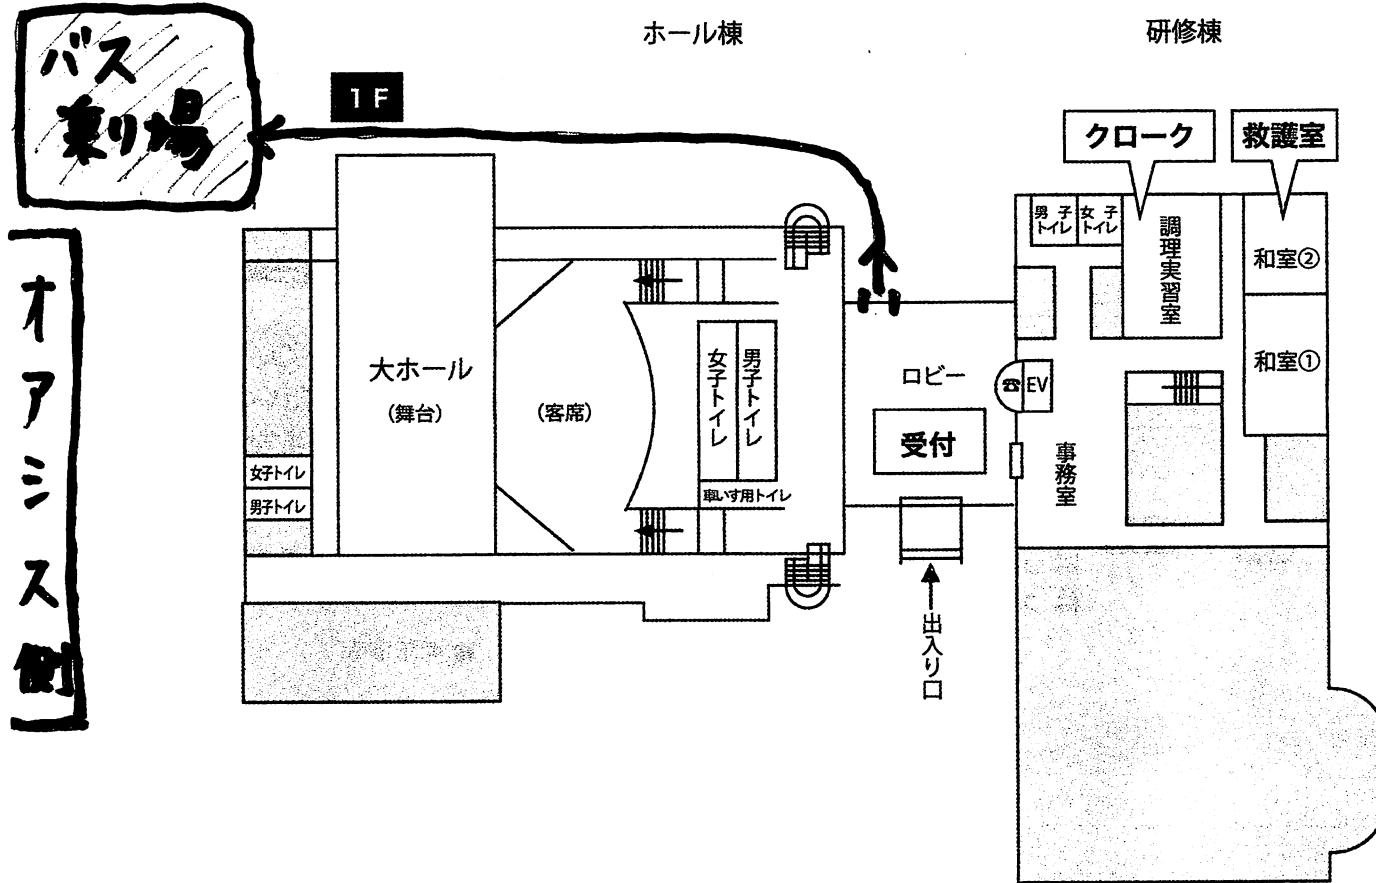 ホール棟
研修棟
バス
乗り場
1F
クローク
救護室
男子
トイレ
女子
トイレ
調理実習室
和室②
和室①
オアシス側
大ホール
(舞台)
(客席)
女子トイレ
男子トイレ
ロビー
EV
受付
事務室
女子トイレ
男子トイレ
車いす用トイレ
出入り口